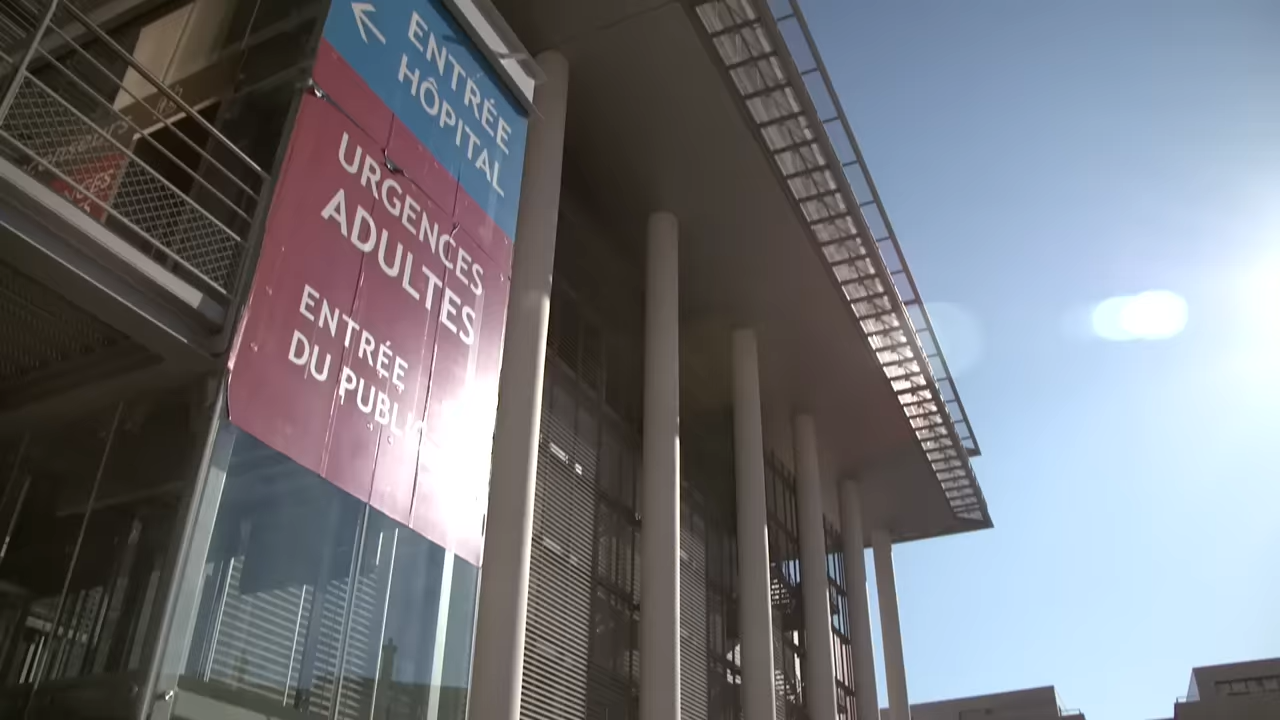 ENTRÉE
HÔPITAL
URGENCES
ADULTES
ENTRÉE
DU PUBLIC